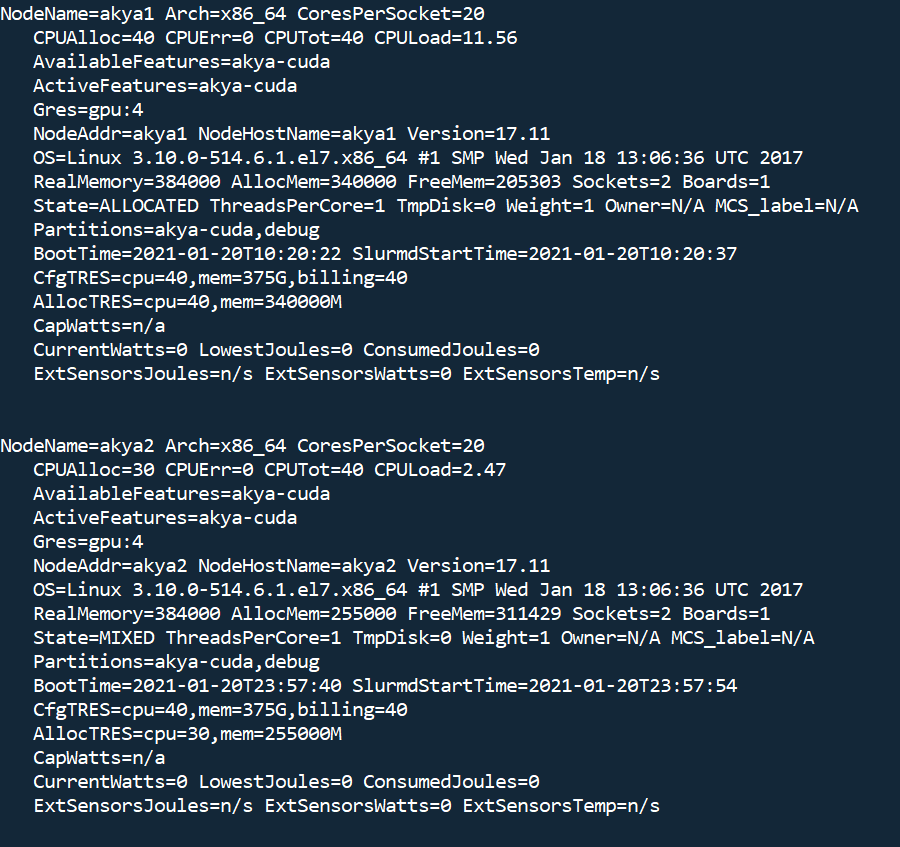 NodeName=akya1 Arch=x86_64 CoresPerSocket=20
CPUAlloc=40 CPUErr=0 CPUTot=40 CPULoad=11.56
AvailableFeatures=akya-cuda
ActiveFeatures=akya-cuda
Gres=gpu:4
NodeAddr=akya1 NodeHostName=akya1 Version=17.11
OS=Linux 3.10.0-514.6.1.el7.x86_64 #1 SMP Wed Jan 18 13:06:36 UTC 2017
RealMemory=384000 AllocMem=340000 FreeMem=205303 Sockets=2 Boards=1
State=ALLOCATED ThreadsPerCore=1 TmpDisk=0 Weight=1 Owner=N/A MCS_label=N/A
Partitions=akya-cuda,debug
BootTime=2021-01-20T10:20:22 SlurmdStartTime=2021-01-20T10:20:37
CfgTRES=cpu=40,mem=375G,billing=40
AllocTRES=cpu=40,mem=340000M
CapWatts=n/a
CurrentWatts=0 LowestJoules=0 ConsumedJoules=0
ExtSensorsJoules=n/s ExtSensorsWatts=0 ExtSensorsTemp=n/s
NodeName=akya2 Arch=x86_64 CoresPerSocket=20
CPUAlloc=30 CPUErr=0 CPUTot=40 CPULoad=2.47
AvailableFeatures=akya-cuda
ActiveFeatures=akya-cuda
Gres=gpu:4
NodeAddr=akya2 NodeHostName=akya2 Version=17.11
OS=Linux 3.10.0-514.6.1.el7.x86_64 #1 SMP Wed Jan 18 13:06:36 UTC 2017
RealMemory=384000 AllocMem=255000 FreeMem=311429 Sockets=2 Boards=1
State=MIXED ThreadsPerCore=1 TmpDisk=0 Weight=1 Owner=N/A MCS_label=N/A
Partitions=akya-cuda,debug
BootTime=2021-01-20T23:57:40 SlurmdStartTime=2021-01-20T23:57:54
CfgTRES=cpu=40,mem=375G,billing=40
AllocTRES=cpu=30,mem=255000M
CapWatts=n/a
CurrentWatts=0 LowestJoules=0 ConsumedJoules=0
ExtSensorsJoules=n/s ExtSensorsWatts=0 ExtSensorsTemp=n/s